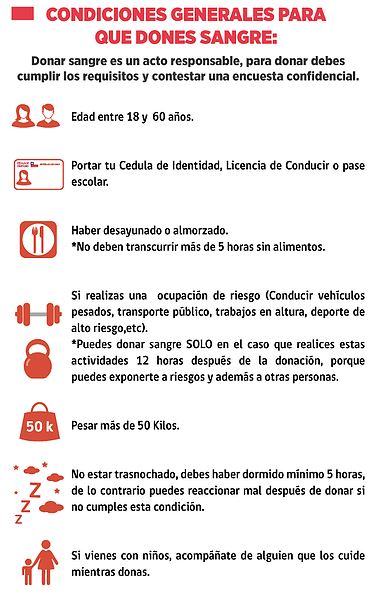 CONDICIONES GENERALES PARA
QUE DONES SANGRE:
Donar sangre es un acto responsable, para donar debes
cumplir los requisitos y contestar una encuesta confidencial.
Edad entre 18 y 60 años.
Portar tu Cedula de Identidad, Licencia de Conducir o pase
escolar.
Haber desayunado o almorzado.
*No deben transcurrir más de 5 horas sin alimentos.
Si realizas una ocupación de riesgo (Conducir vehículos
pesados, transporte público, trabajos en altura, deporte de
alto riesgo,etc).
*Puedes donar sangre SOLO en el caso que realices estas
actividades 12 horas después de la donación, porque
puedes exponerte a riesgos y además a otras personas.
50 k
Pesar más de 50 Kilos.
Z
Z
Z
No estar trasnochado, debes haber dormido mínimo 5 horas,
de lo contrario puedes reaccionar mal después de donar si
no cumples esta condición.
Si vienes con niños, acompáñate de alguien que los cuide
mientras donas.